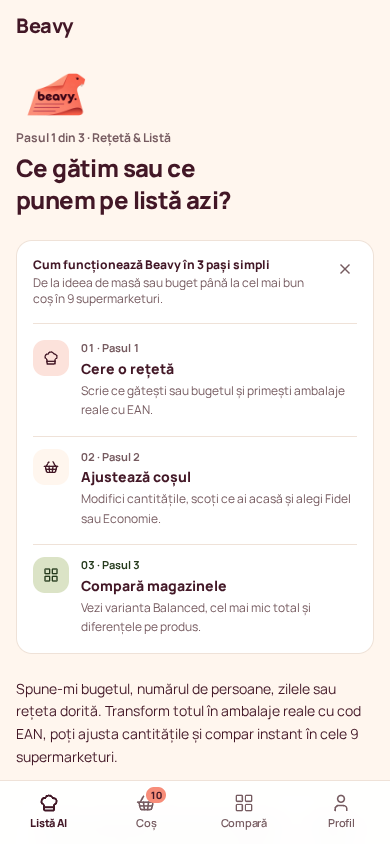 Beavy
beavy.
Pasul 1 din 3 · Rețetă & Listă
Ce gătim sau ce
punem pe listă azi?
Cum funcționează Beavy în 3 pași simpli
De la ideea de masă sau buget până la cel mai bun
coș în 9 supermarketuri.
01 · Pasul 1
Cere o rețetă
Scrie ce gătești sau bugetul și primești ambalaje
reale cu EAN.
02 · Pasul 2
Ajustează coșul
Modifici cantitățile, scoți ce ai acasă și alegi Fidel
sau Economie.
03 · Pasul 3
Compară magazinele
Vezi varianta Balanced, cel mai mic total și
diferențele pe produs.
Spune-mi bugetul, numărul de persoane, zilele sau
rețeta dorită. Transform totul în ambalaje reale cu cod
EAN, poți ajusta cantitățile și compar instant în cele 9
supermarketuri.
10
Listă AI Coș Compară Profil